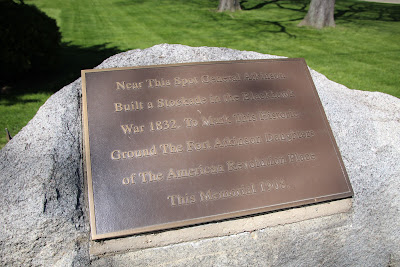 Near This Spot General Atkinson
Built a Stockade in the Black Hawk
War 1832, To Mark This Historic
Ground The Fort Atkinson Daughters
of The American Revolution Place
This Memorial